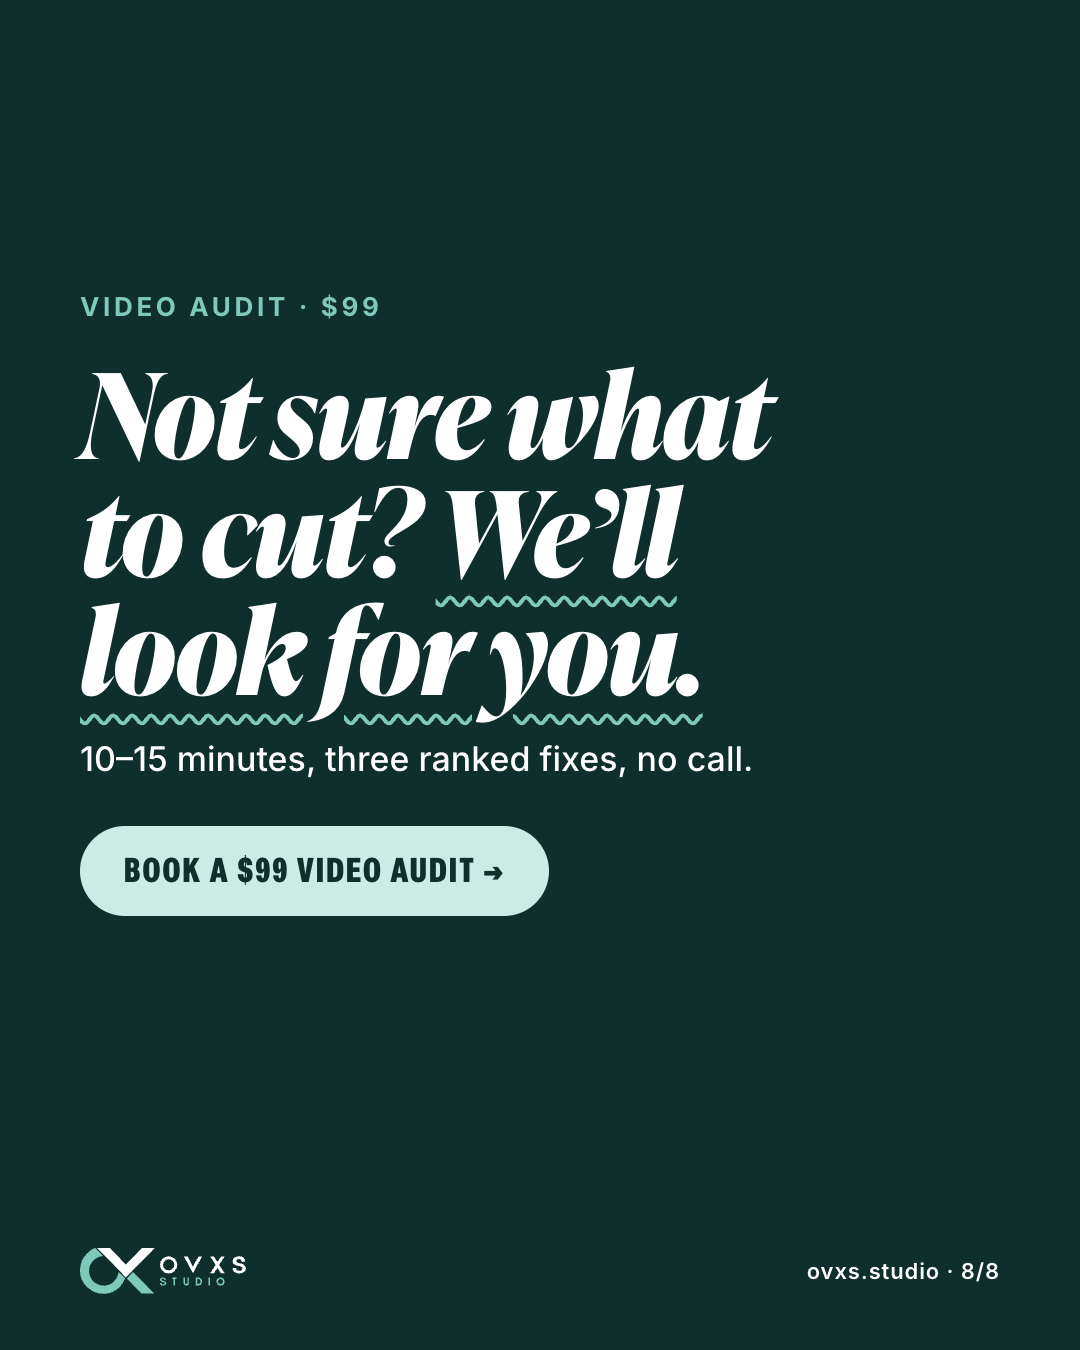 VIDEO AUDIT · $99
Not sure what
to cut? We’ll
look for you.
10–15 minutes, three ranked fixes, no call.
BOOK A $99 VIDEO AUDIT ➔
OVXS
STUDIO
ovxs.studio · 8/8